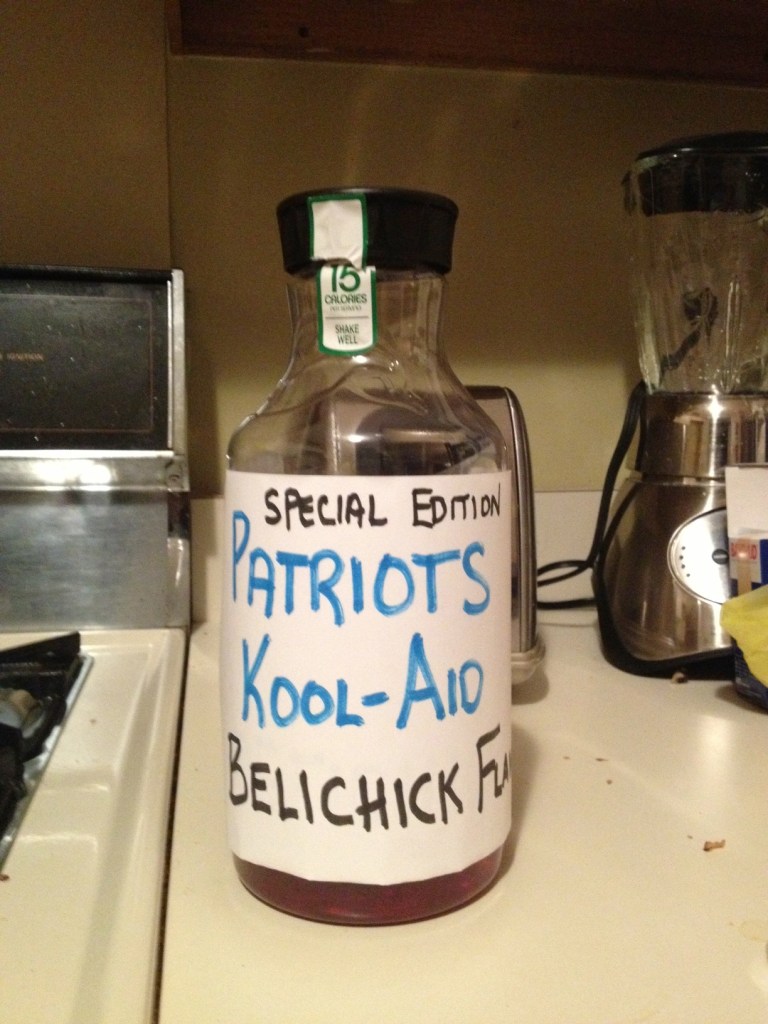 15
CALORIES
SHAKE
WELL
SPECIAL EDITION
PATRIOTS
KOOL-AID
BELICHICK FLA